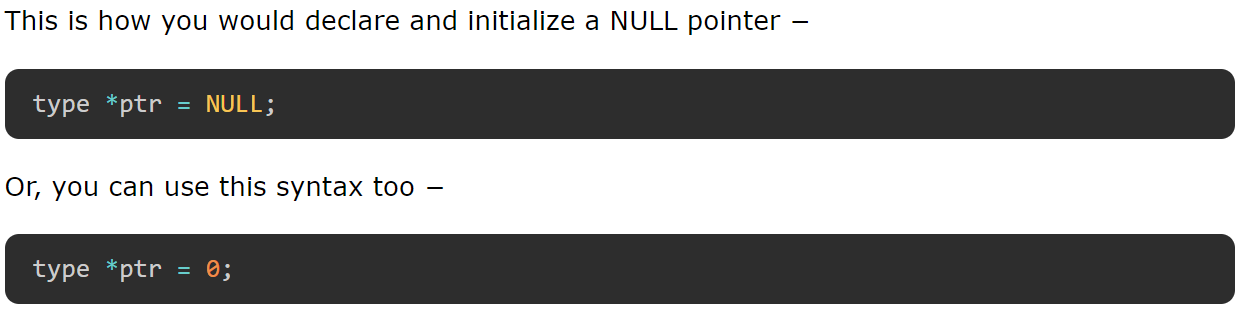 This is how you would declare and initialize a NULL pointer −
type *ptr = NULL;
Or, you can use this syntax too −
type *ptr = 0;